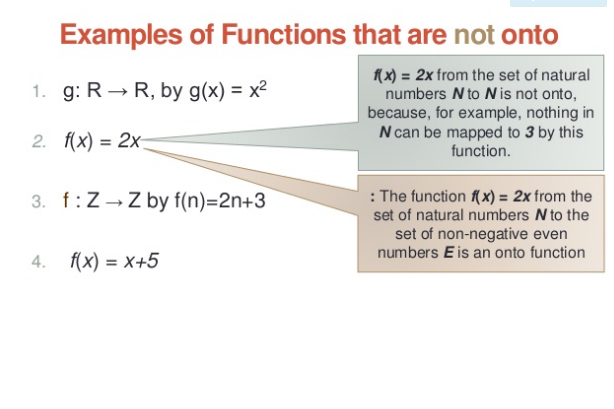 Examples of Functions that are not onto
1. g: R → R, by g(x) = x²
2. f(x) = 2x
3. f : Z → Z by f(n)=2n+3
4. f(x) = x+5
f(x) = 2x from the set of natural
numbers N to N is not onto,
because, for example, nothing in
N can be mapped to 3 by this
function.
: The function f(x) = 2x from the
set of natural numbers N to the
set of non-negative even
numbers E is an onto function